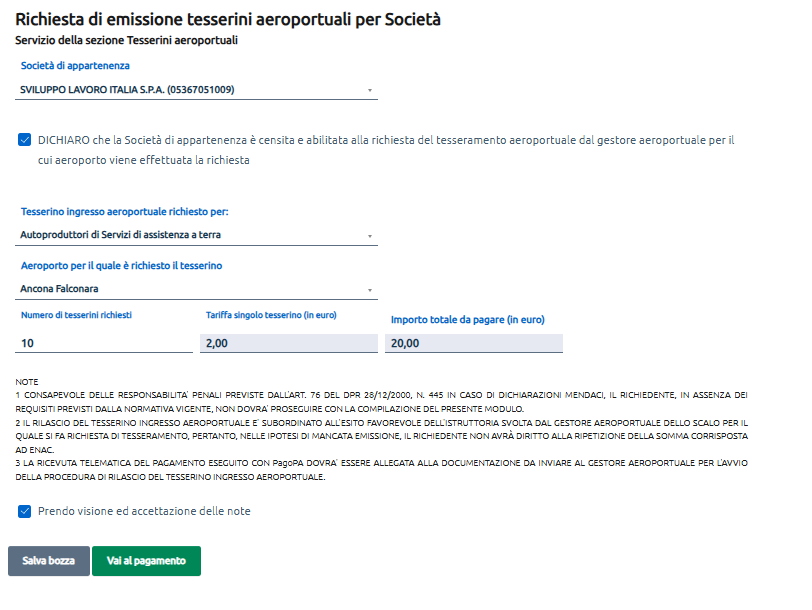 Richiesta di emissione tesserini aeroportuali per Società
Servizio della sezione Tesserini aeroportuali
Società di appartenenza
SVILUPPO LAVORO ITALIA S.P.A. (05367051009)
DICHIARO che la Società di appartenenza è censita e abilitata alla richiesta del tesseramento aeroportuale dal gestore aeroportuale per il
cui aeroporto viene effettuata la richiesta
Tesserino ingresso aeroportuale richiesto per:
Autoproduttori di Servizi di assistenza a terra
Aeroporto per il quale è richiesto il tesserino
Ancona Falconara
Numero di tesserini richiesti Tariffa singolo tesserino (in euro) Importo totale da pagare (in euro)
10 2,00 20,00
NOTE
1 CONSAPEVOLE DELLE RESPONSABILITA' PENALI PREVISTE DALL'ART. 76 DEL DPR 28/12/2000, N. 445 IN CASO DI DICHIARAZIONI MENDACI, IL RICHIEDENTE, IN ASSENZA DEI
REQUISITI PREVISTI DALLA NORMATIVA VIGENTE, NON DOVRA' PROSEGUIRE CON LA COMPILAZIONE DEL PRESENTE MODULO.
2 IL RILASCIO DEL TESSERINO INGRESSO AEROPORTUALE E' SUBORDINATO ALL'ESITO FAVOREVOLE DELL'ISTRUTTORIA SVOLTA DAL GESTORE AEROPORTUALE DELLO SCALO PER IL
QUALE SI FA RICHIESTA DI TESSERAMENTO, PERTANTO, NELLE IPOTESI DI MANCATA EMISSIONE, IL RICHIEDENTE NON AVRÀ DIRITTO ALLA RIPETIZIONE DELLA SOMMA CORRISPOSTA
AD ENAC.
3 LA RICEVUTA TELEMATICA DEL PAGAMENTO ESEGUITO CON PagoPA DOVRA' ESSERE ALLEGATA ALLA DOCUMENTAZIONE DA INVIARE AL GESTORE AEROPORTUALE PER L'AVVIO
DELLA PROCEDURA DI RILASCIO DEL TESSERINO INGRESSO AEROPORTUALE.
Prendo visione ed accettazione delle note
Salva bozza Vai al pagamento